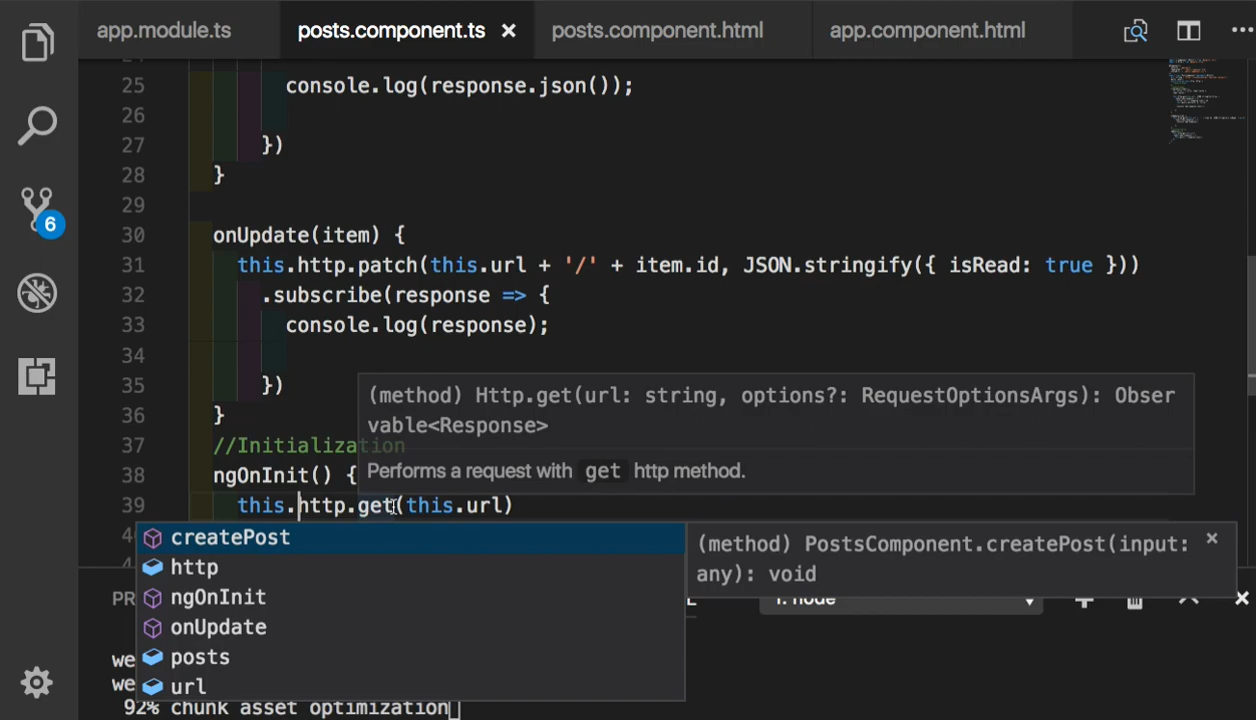 app.module.ts posts.component.ts × posts.component.html app.component.html
25 console.log(response.json());
26
27 })
28 }
29
30 onUpdate(item) {
31 this.http.patch(this.url + '/' + item.id, JSON.stringify({ isRead: true }))
32 .subscribe(response => {
33 console.log(response);
34
35 })
36 }
37 //Initialization
38 ngOnInit() {
39 this.http.get(this.url)
(method) Http.get(url: string, options?: RequestOptionsArgs): Obser
vable<Response>
Performs a request with get http method.
createPost
http
ngOnInit
onUpdate
posts
url
(method) PostsComponent.createPost(input:
any): void
6
92% chunk asset optimization